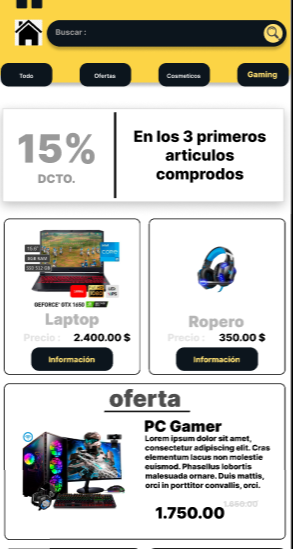 Buscar :
Todo
Ofertas
Cosmeticos
Gaming
15%
DCTO.
En los 3 primeros
articulos
comprodos
15.6"
8GB RAM
SSD 512 GB
CORE
GEFORCE® GTX 1650
Laptop
Precio : 2.400.00 $
Información
Ropero
Precio : 350.00 $
Información
oferta
PC Gamer
Lorem ipsum dolor sit amet,
consectetur adipiscing elit. Cras
elementum lacus non molestie
euismod. Phasellus lobortis
malesuada ornare. Duis mattis,
orci in porttitor convallis, orci.
1.650.00
1.750.00